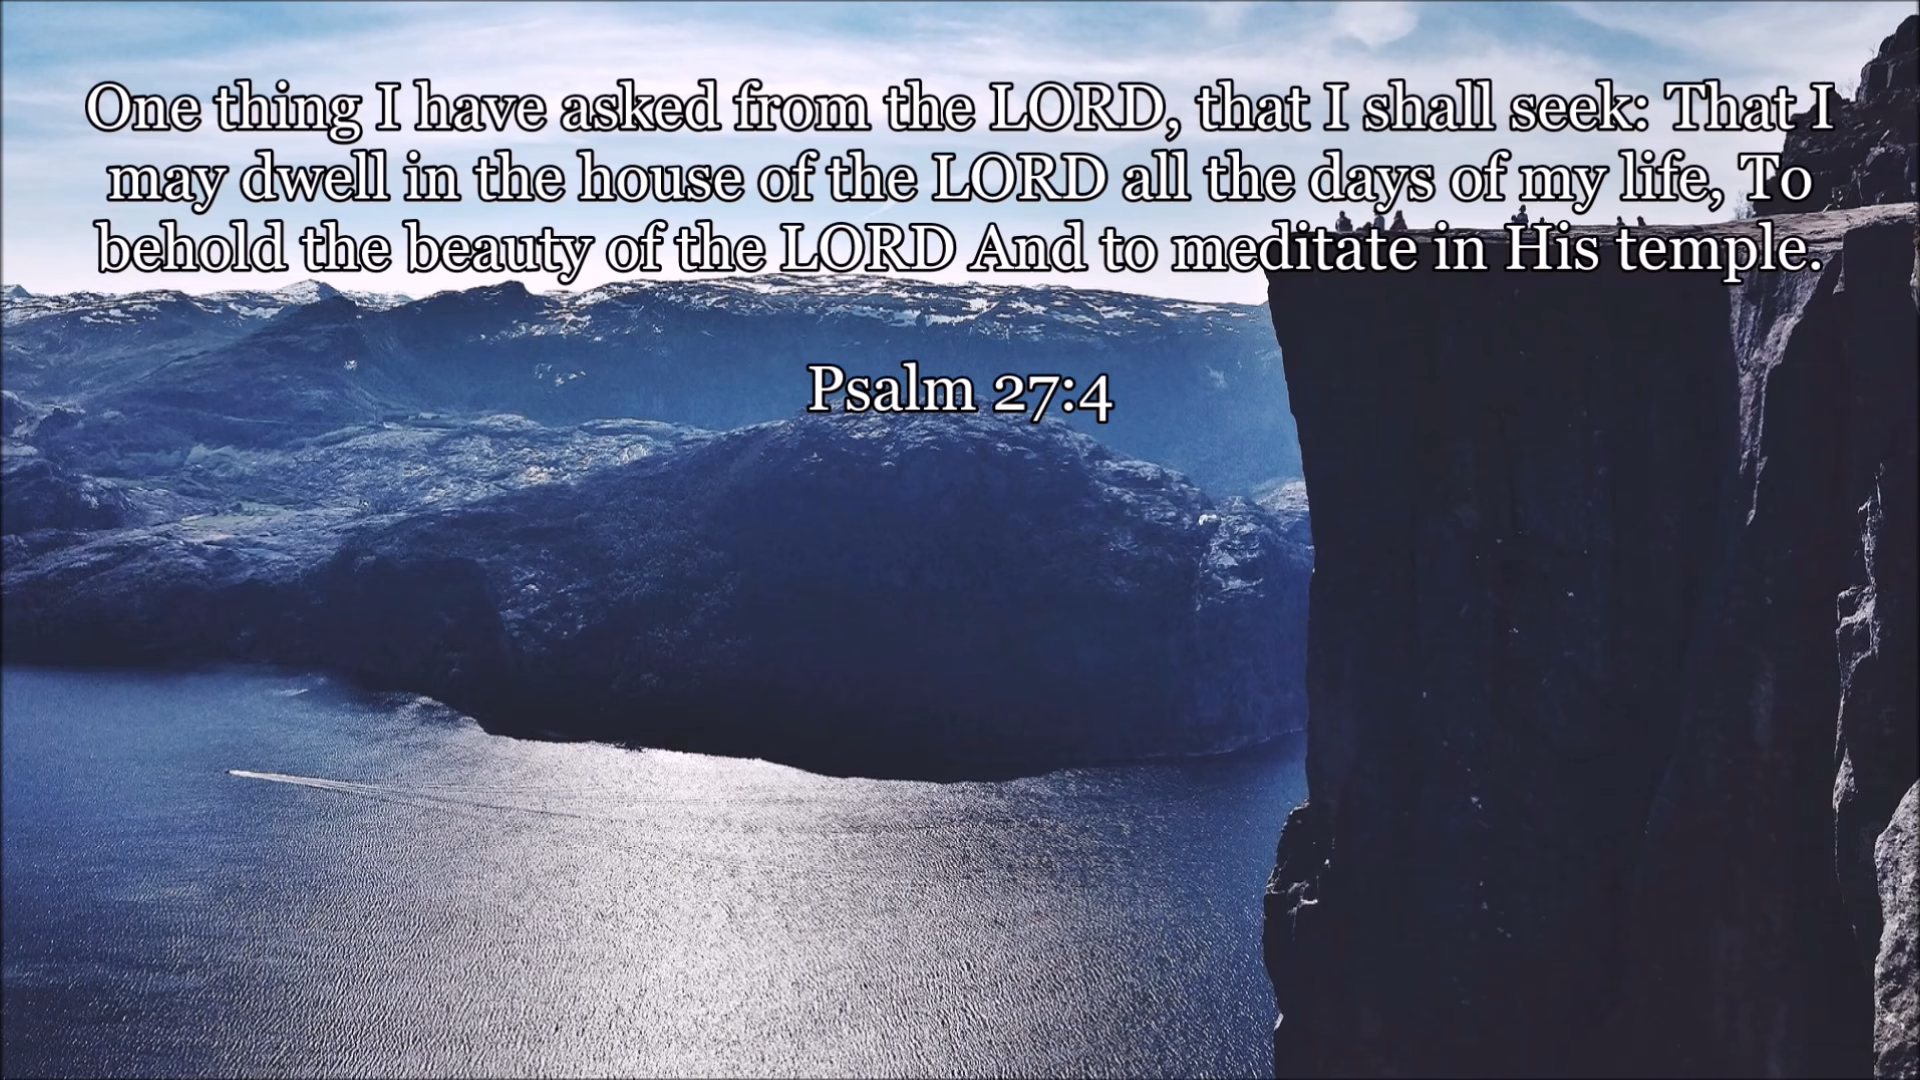 One thing I have asked from the LORD, that I shall seek: That I
may dwell in the house of the LORD all the days of my life, To
behold the beauty of the LORD And to meditate in His temple.
Psalm 27:4